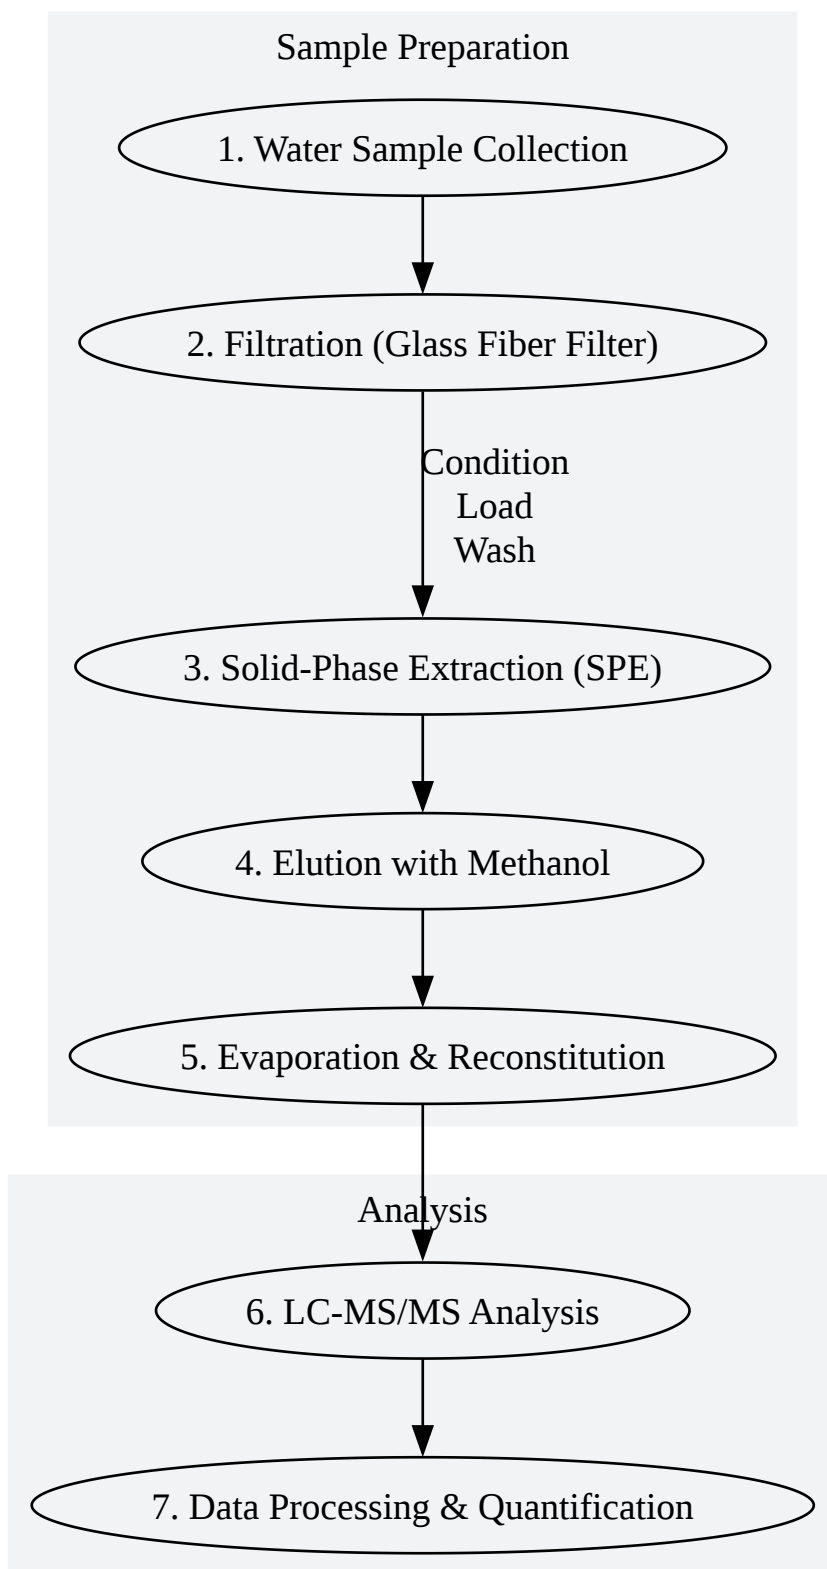 Sample Preparation
1. Water Sample Collection
2. Filtration (Glass Fiber Filter)
Condition
Load
Wash
3. Solid-Phase Extraction (SPE)
4. Elution with Methanol
5. Evaporation & Reconstitution
Analysis
6. LC-MS/MS Analysis
7. Data Processing & Quantification